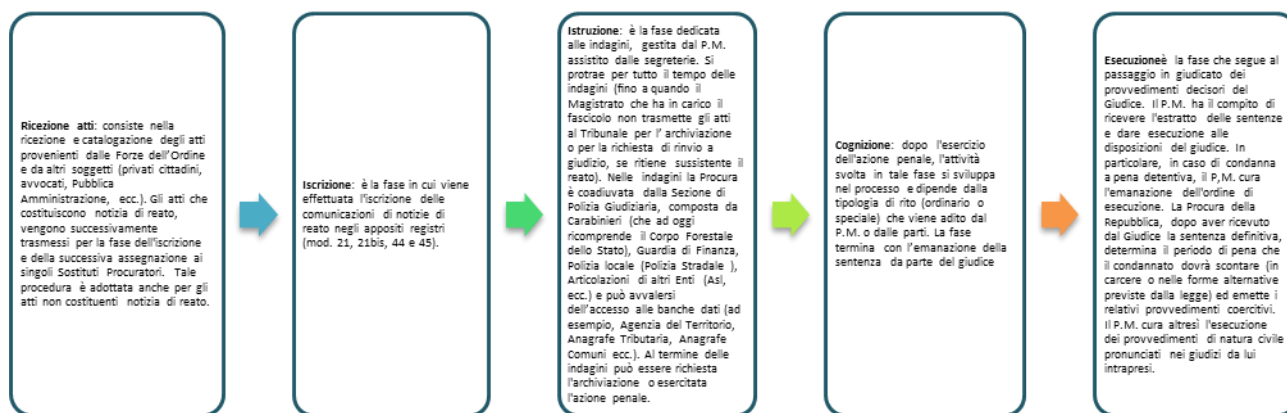 Ricezione atti: consiste nella
ricezione e catalogazione degli atti
provenienti dalle Forze dell'Ordine
e da altri soggetti (privati cittadini,
avvocati, Pubblica
Amministrazione, ecc.). Gli atti che
costituiscono notizia di reato,
vengono successivamente
trasmessi per la fase dell'iscrizione
e della successiva assegnazione ai
singoli Sostituti Procuratori. Tale
procedura è adottata anche per gli
atti non costituenti notizia di reato.
Iscrizione: è la fase in cui viene
effettuata l'iscrizione delle
comunicazioni di notizie di
reato negli appositi registri
(mod. 21, 21bis, 44 e 45).
Istruzione: è la fase dedicata
alle indagini, gestita dal P.M.
assistito dalle segreterie. Si
protrae per tutto il tempo delle
indagini (fino a quando il
Magistrato che ha in carico il
fascicolo non trasmette gli atti
al Tribunale per l' archiviazione
o per la richiesta di rinvio a
giudizio, se ritiene sussistente il
reato). Nelle indagini la Procura
è coadiuvata dalla Sezione di
Polizia Giudiziaria, composta da
Carabinieri (che ad oggi
ricomprende il Corpo Forestale
dello Stato), Guardia di Finanza,
Polizia locale (Polizia Stradale ),
Articolazioni di altri Enti (Asl,
ecc.) e può avvalersi
dell'accesso alle banche dati (ad
esempio, Agenzia del Territorio,
Anagrafe Tributaria, Anagrafe
Comuni ecc.). Al termine delle
indagini può essere richiesta
l'archiviazione o esercitata
l'azione penale.
Cognizione: dopo l'esercizio
dell'azione penale, l'attività
svolta in tale fase si sviluppa
nel processo e dipende dalla
tipologia di rito (ordinario o
speciale) che viene adito dal
P.M. o dalle parti. La fase
termina con l'emanazione della
sentenza da parte del giudice
Esecuzioneè la fase che segue al
passaggio in giudicato dei
provvedimenti decisori del
Giudice. Il P.M. ha il compito di
ricevere l'estratto delle sentenze
e dare esecuzione alle
disposizioni del giudice. In
particolare, in caso di condanna
a pena detentiva, il P,M. cura
l'emanazione dell'ordine di
esecuzione. La Procura della
Repubblica, dopo aver ricevuto
dal Giudice la sentenza definitiva,
determina il periodo di pena che
il condannato dovrà scontare (in
carcere o nelle forme alternative
previste dalla legge) ed emette i
relativi provvedimenti coercitivi.
Il P.M. cura altresì l'esecuzione
dei provvedimenti di natura civile
pronunciati nei giudizi da lui
intrapresi.